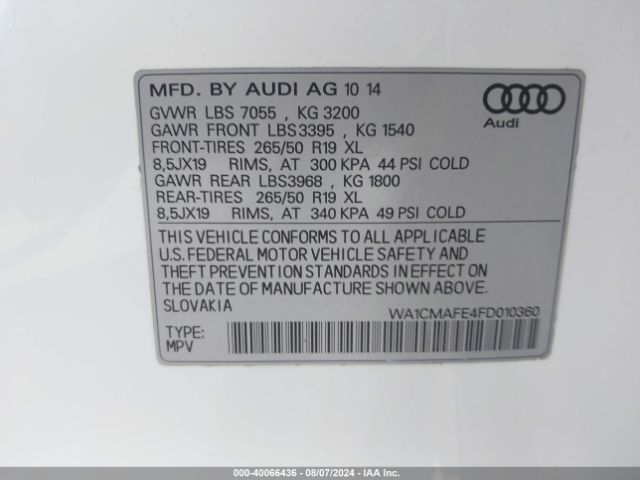 MFD. BY AUDI AG 10 14
GVWR LBS 7055 , KG 3200
GAWR FRONT LBS3395 , KG 1540
FRONT-TIRES 265/50 R19 XL
8,5JX19 RIMS, AT 300 KPA 44 PSI COLD
GAWR REAR LBS3968 , KG 1800
REAR-TIRES 265/50 R19 XL
8,5JX19 RIMS, AT 340 KPA 49 PSI COLD
Audi
THIS VEHICLE CONFORMS TO ALL APPLICABLE
U.S. FEDERAL MOTOR VEHICLE SAFETY AND
THEFT PREVENTION STANDARDS IN EFFECT ON
THE DATE OF MANUFACTURE SHOWN ABOVE.
SLOVAKIA
WA1CMAFE4FD010360
TYPE:
MPV
000-40066436 - 08/07/2024 - IAAI.com